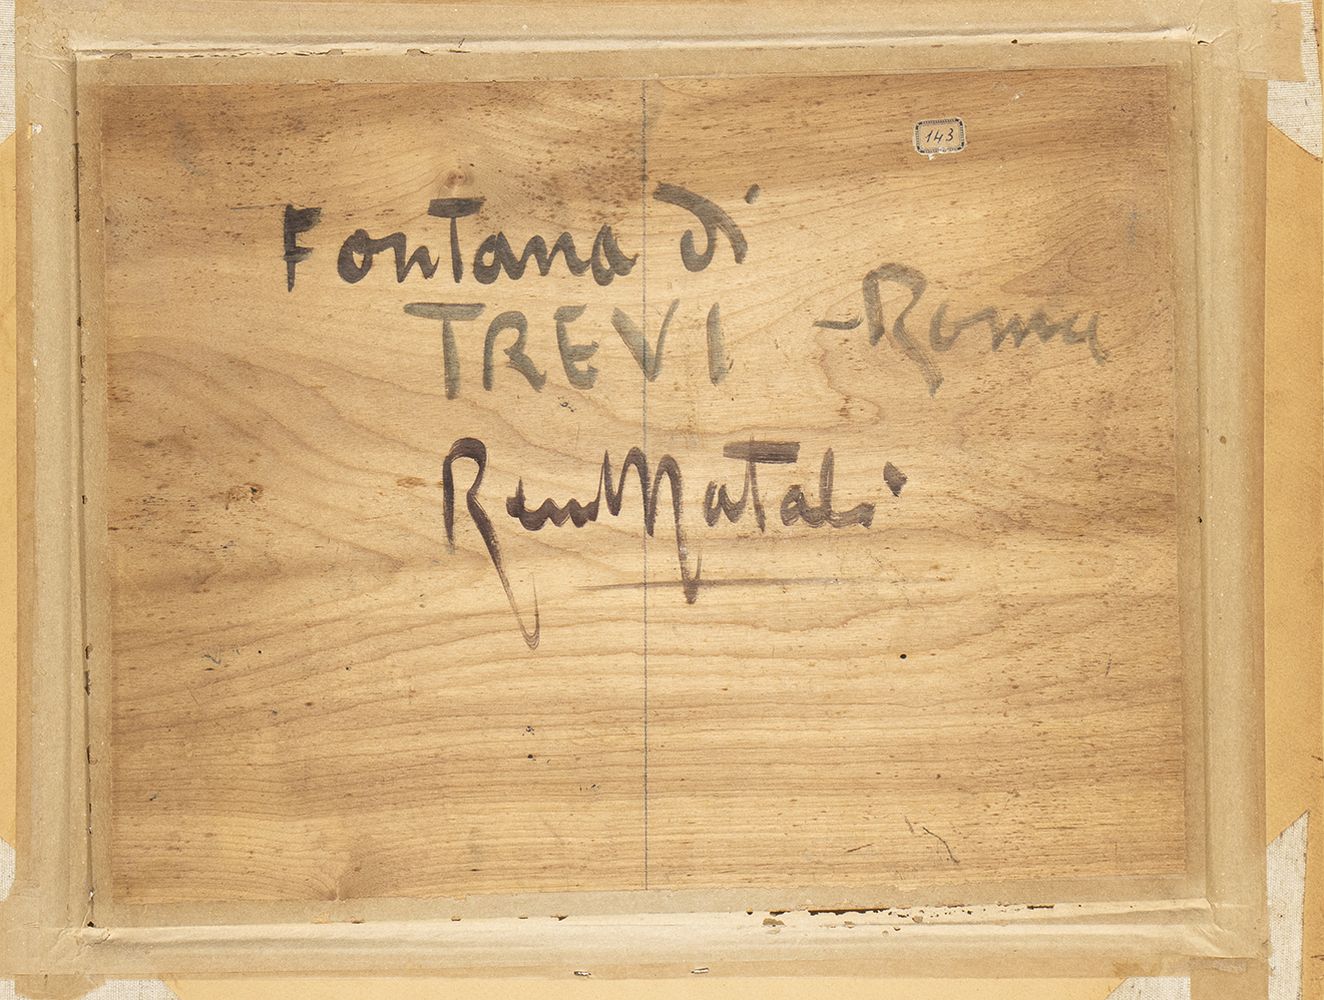 143
Fontana di
TREVI - Roma
Ren Natali